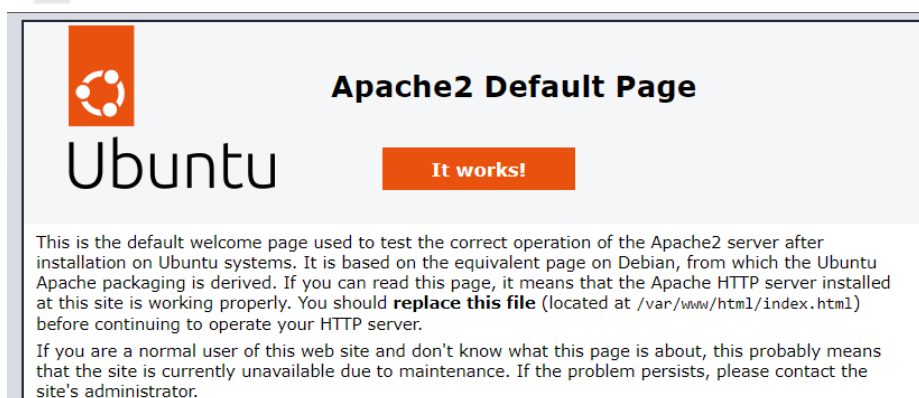 Apache2 Default Page
Ubuntu
It works!
This is the default welcome page used to test the correct operation of the Apache2 server after
installation on Ubuntu systems. It is based on the equivalent page on Debian, from which the Ubuntu
Apache packaging is derived. If you can read this page, it means that the Apache HTTP server installed
at this site is working properly. You should replace this file (located at /var/www/html/index.html)
before continuing to operate your HTTP server.
If you are a normal user of this web site and don't know what this page is about, this probably means
that the site is currently unavailable due to maintenance. If the problem persists, please contact the
site's administrator.